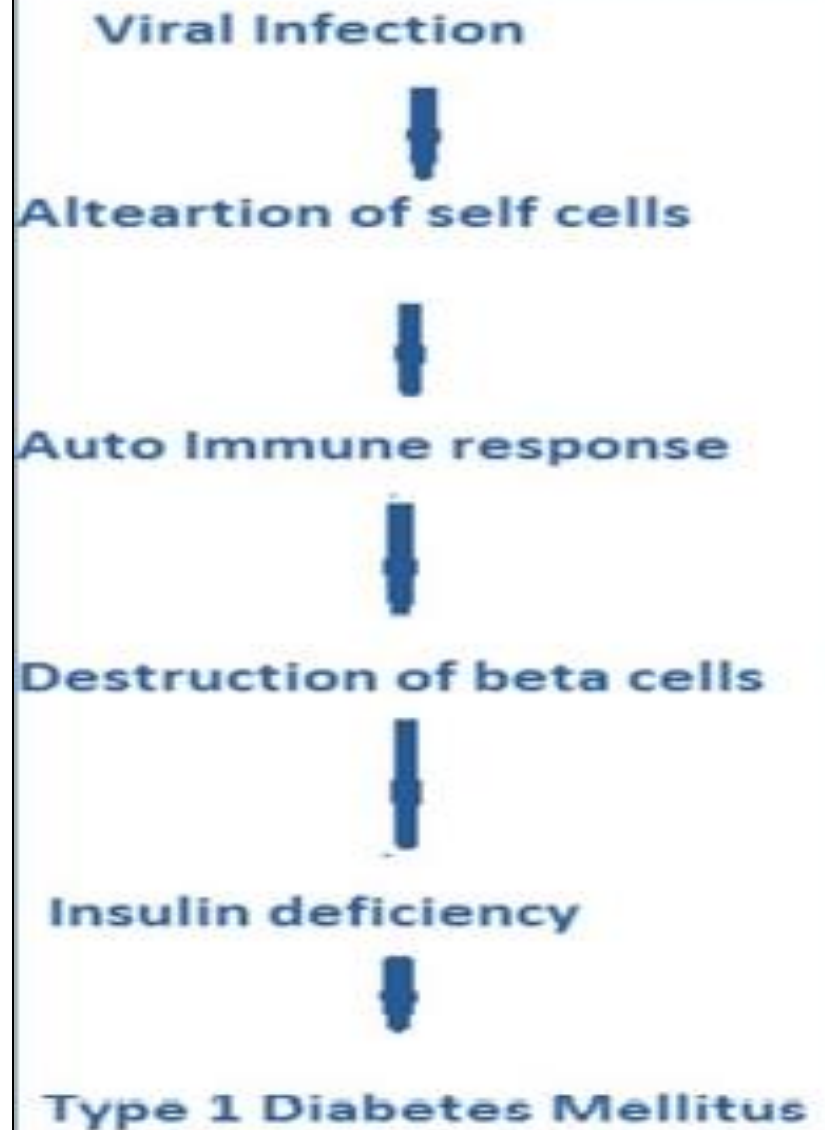 Viral Infection
Alteartion of self cells
Auto Immune response
Destruction of beta cells
Insulin deficiency
Type 1 Diabetes Mellitus